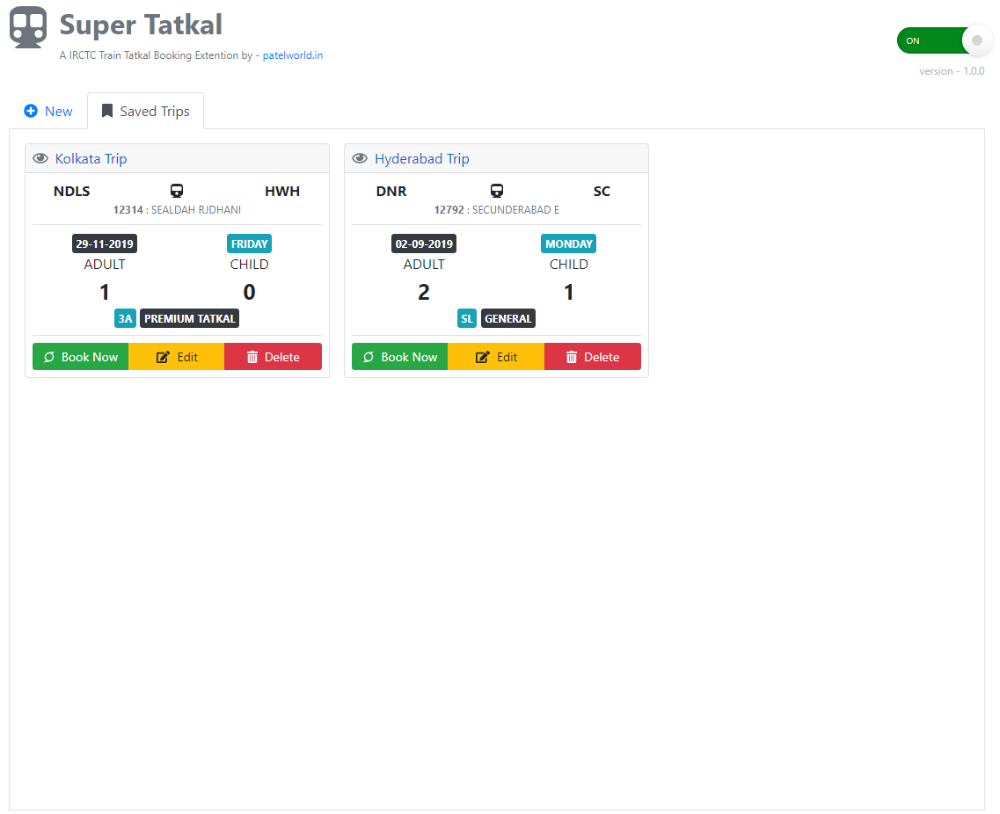 Super Tatkal
A IRCTC Train Tatkal Booking Extention by - patelworld.in
ON
version - 1.0.0
New
Saved Trips
Kolkata Trip
NDLS HWH
12314 : SEALDAH RJDHANI
29-11-2019 FRIDAY
ADULT CHILD
1 0
3A PREMIUM TATKAL
Book Now Edit Delete
Hyderabad Trip
DNR SC
12792 : SECUNDERABAD E
02-09-2019 MONDAY
ADULT CHILD
2 1
SL GENERAL
Book Now Edit Delete